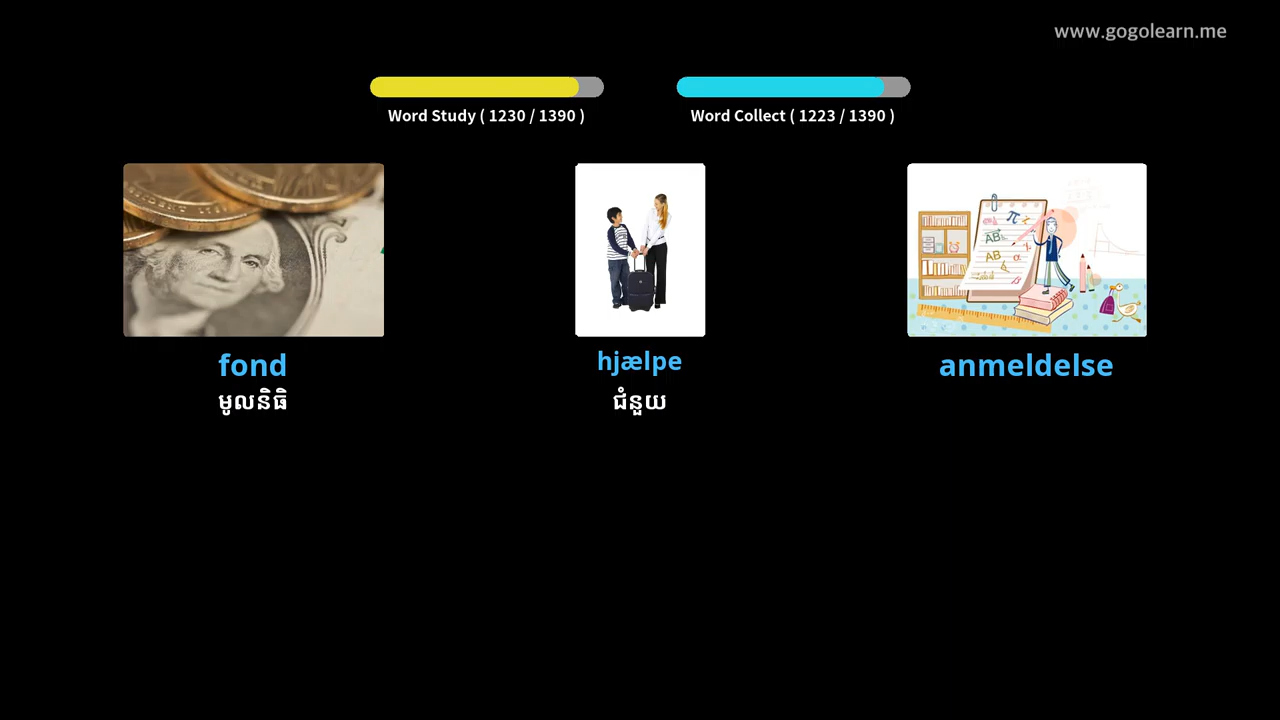 www.gogolearn.me
Word Study ( 1230 / 1390 )
Word Collect ( 1223 / 1390 )
fond
hjælpe
anmeldelse
មូលនិធិ
ជំនួយ